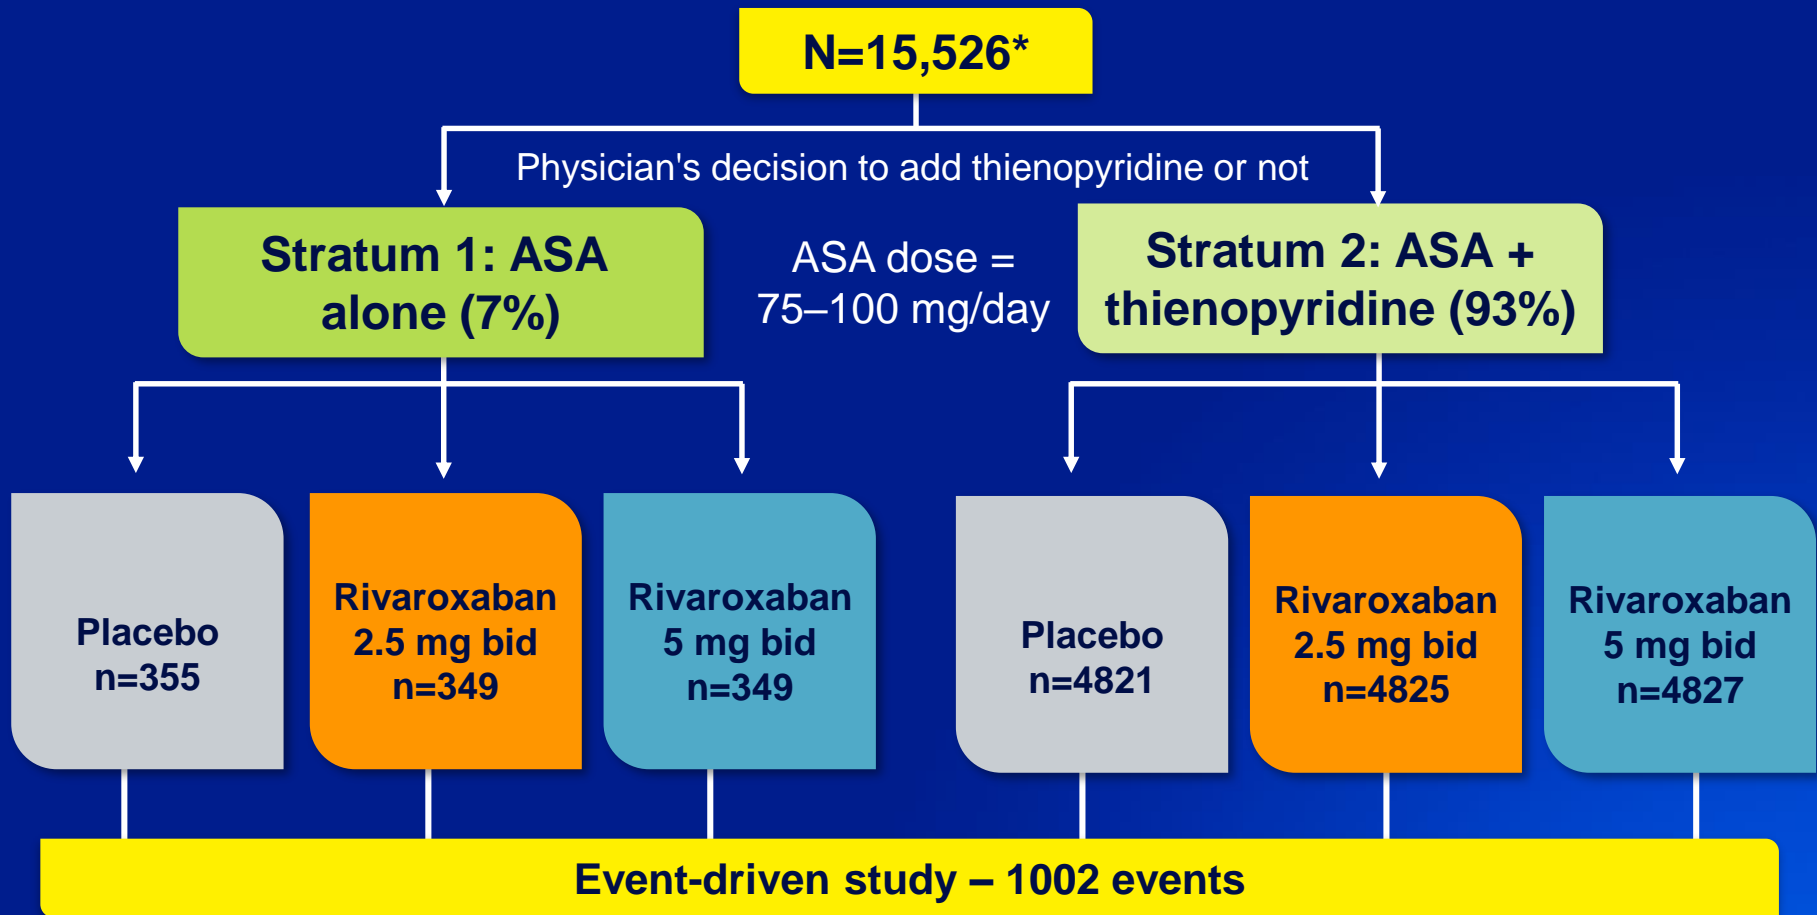 N=15,526*
Physician's decision to add thienopyridine or not
Stratum 1: ASA
alone (7%)
ASA dose =
75–100 mg/day
Stratum 2: ASA +
thienopyridine (93%)
Placebo
n=355
Rivaroxaban
2.5 mg bid
n=349
Rivaroxaban
5 mg bid
n=349
Placebo
n=4821
Rivaroxaban
2.5 mg bid
n=4825
Rivaroxaban
5 mg bid
n=4827
Event-driven study – 1002 events